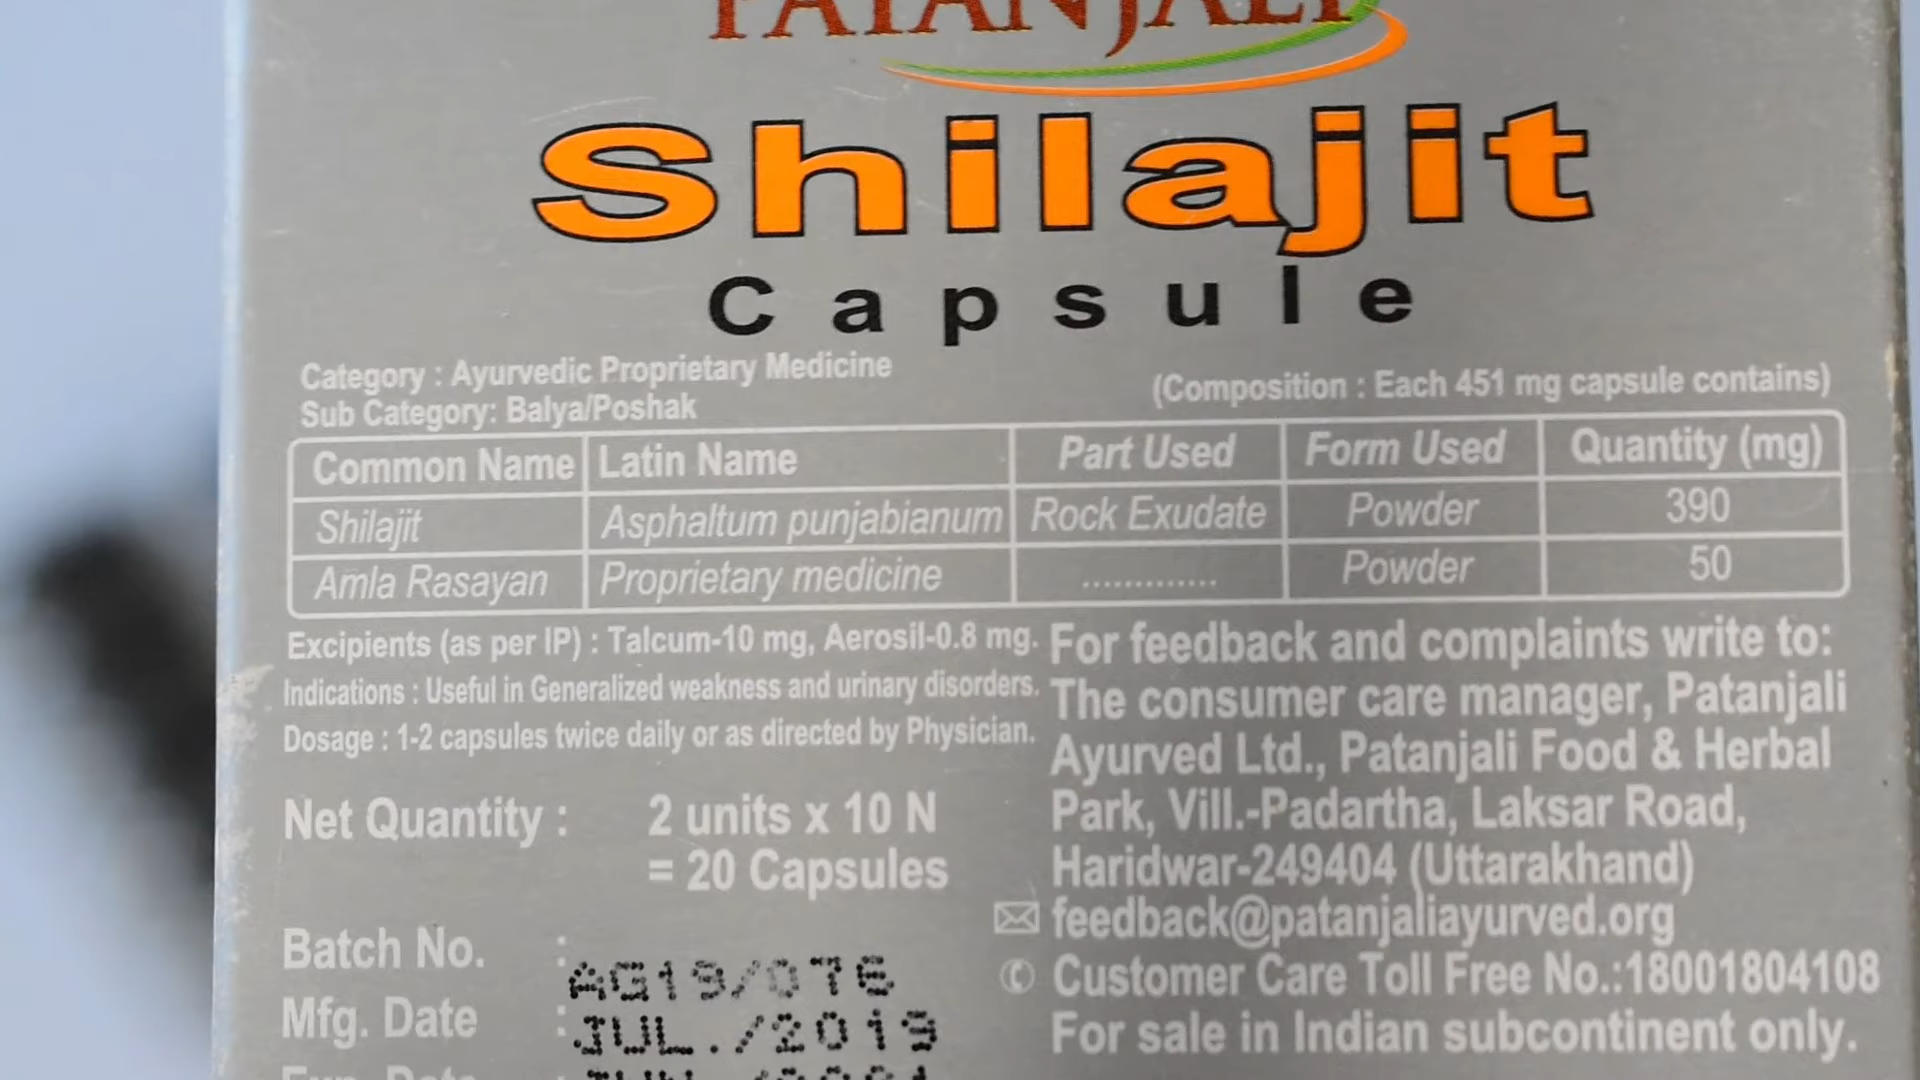 PATANJALI
Shilajit
Capsule
Category : Ayurvedic Proprietary Medicine
Sub Category: Balya/Poshak
(Composition : Each 451 mg capsule contains)
Common Name Latin Name Part Used Form Used Quantity (mg)
Shilajit Asphaltum punjabianum Rock Exudate Powder 390
Amla Rasayan Proprietary medicine ............. Powder 50
Excipients (as per IP) : Talcum-10 mg, Aerosil-0.8 mg.
Indications : Useful in Generalized weakness and urinary disorders.
Dosage : 1-2 capsules twice daily or as directed by Physician.
Net Quantity : 2 units x 10 N
= 20 Capsules
Batch No. : AG19/076
Mfg. Date : JUL./2019
For feedback and complaints write to:
The consumer care manager, Patanjali
Ayurved Ltd., Patanjali Food & Herbal
Park, Vill.-Padartha, Laksar Road,
Haridwar-249404 (Uttarakhand)
feedback@patanjaliayurved.org
Customer Care Toll Free No.:18001804108
For sale in Indian subcontinent only.